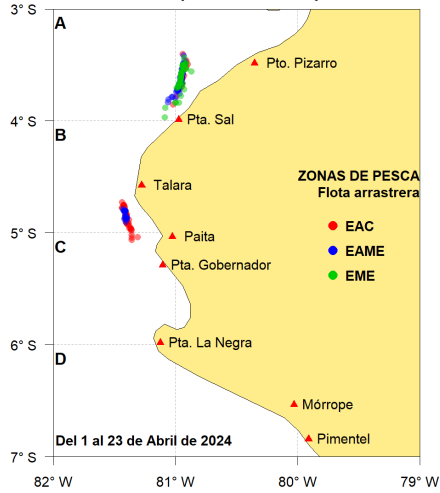 3° S
A
Pto. Pizarro
4° S
Pta. Sal
B
ZONAS DE PESCA
Flota arrastrera
Talara
EAC
5° S
Paita
EAME
C
Pta. Gobernador
EME
6° S
Pta. La Negra
D
Mórrope
Del 1 al 23 de Abril de 2024
Pimentel
7° S
82° W
81° W
80° W
79° W